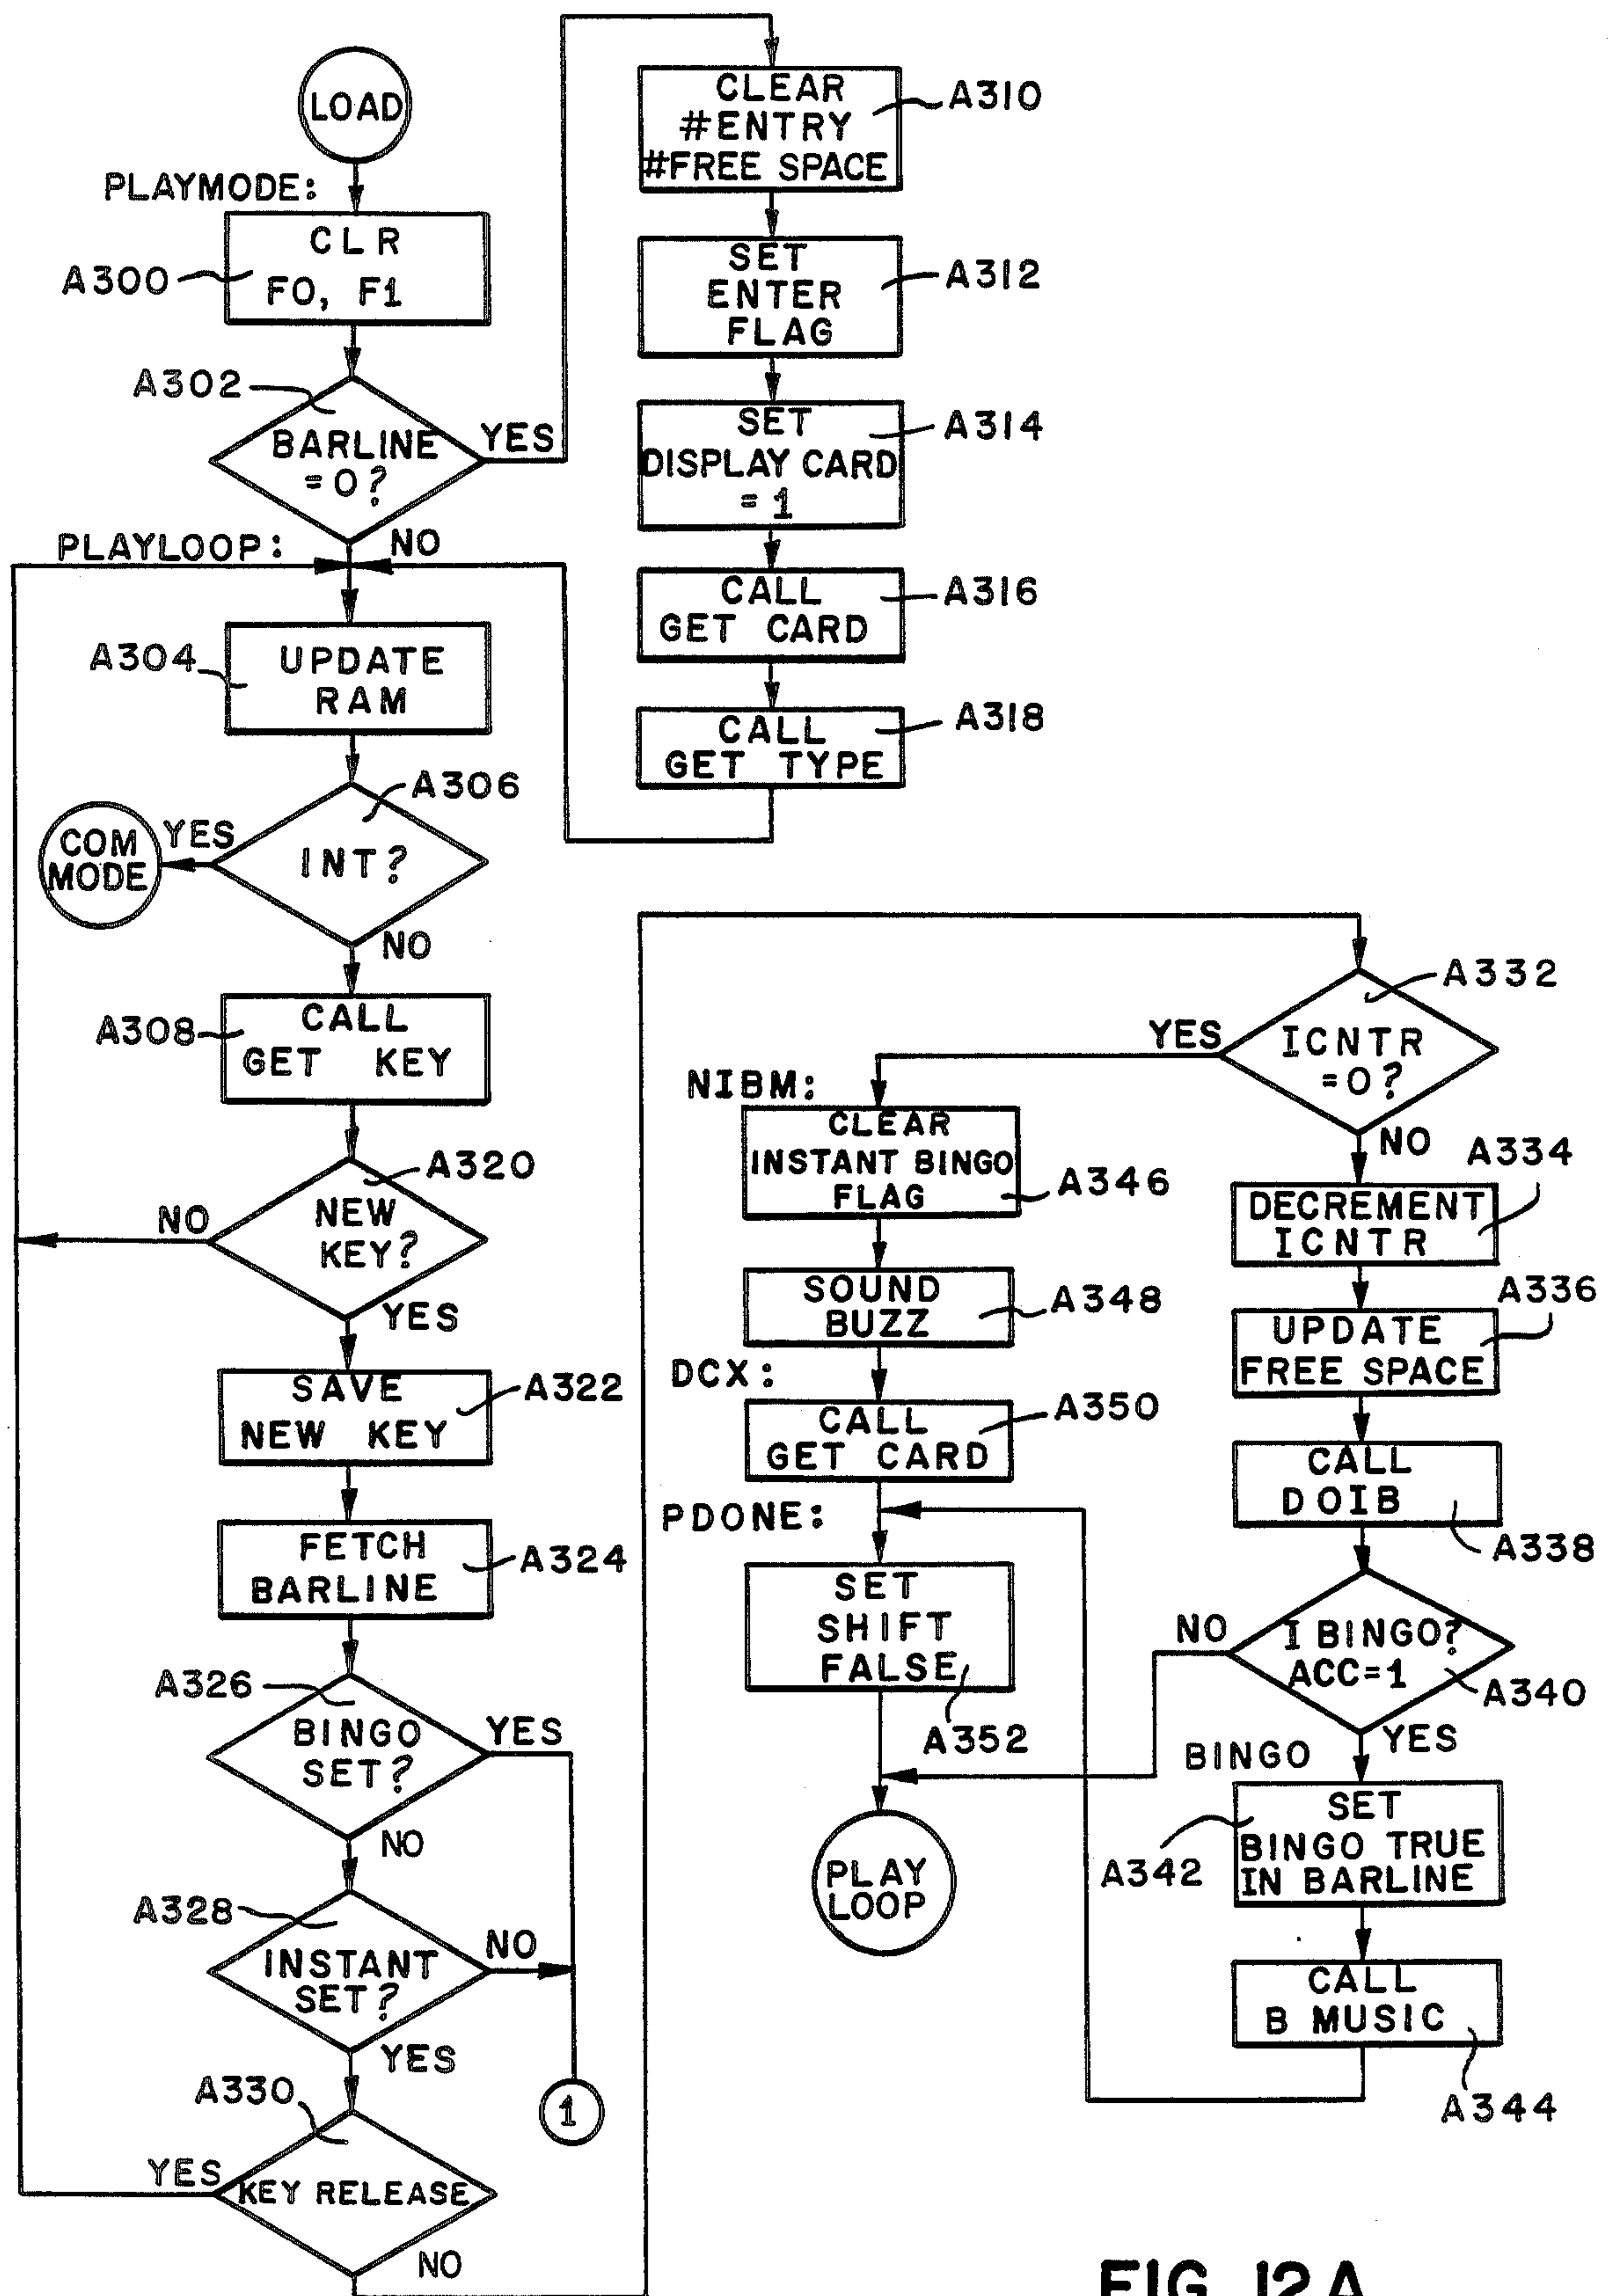 LOAD
PLAYMODE:
CLR
F0, F1
A300
A302
BARLINE
=0?
YES
NO
PLAYLOOP:
A304
UPDATE
RAM
A306
INT?
YES
COM
MODE
NO
A308
CALL
GET KEY
A320
NEW
KEY?
NO
YES
SAVE
NEW KEY
A322
FETCH
BARLINE
A324
A326
BINGO
SET?
YES
NO
A328
INSTANT
SET?
NO
YES
1
A330
KEY RELEASE
YES
NO
CLEAR
#ENTRY
#FREE SPACE
A310
SET
ENTER
FLAG
A312
SET
DISPLAY CARD
= 1
A314
CALL
GET CARD
A316
CALL
GET TYPE
A318
A332
ICNTR
=0?
YES
NO
NIBM:
CLEAR
INSTANT BINGO
FLAG
A346
SOUND
BUZZ
A348
DCX:
CALL
GET CARD
A350
PDONE:
SET
SHIFT
FALSE
A352
PLAY
LOOP
A334
DECREMENT
ICNTR
A336
UPDATE
FREE SPACE
CALL
DOIB
A338
I BINGO?
ACC=1
A340
NO
YES
BINGO
SET
BINGO TRUE
IN BARLINE
A342
CALL
B MUSIC
A344
FIG. 12A